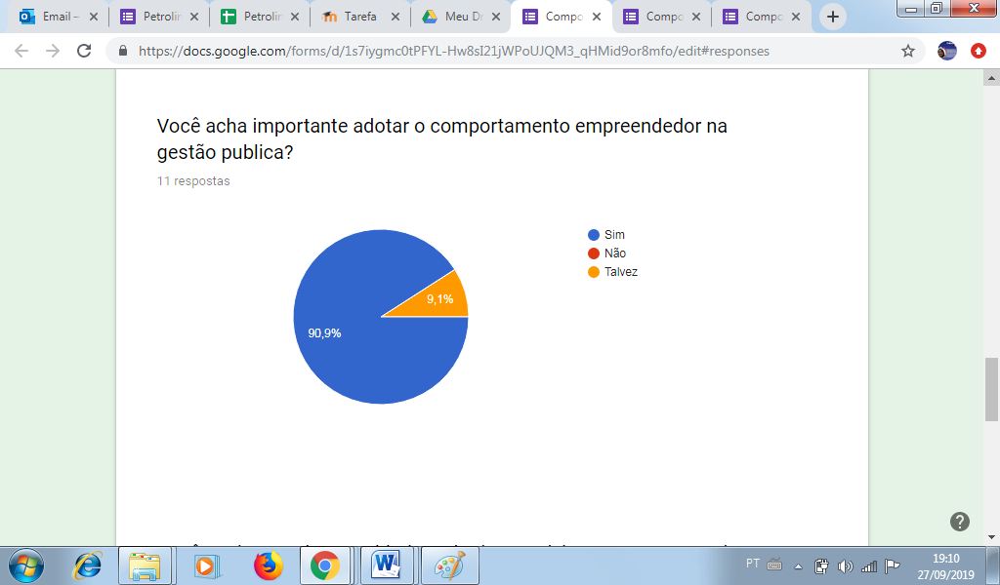 Email –
Petrolin
Petrolin
Tarefa
Meu Dr
Compo
Compo
Compo
https://docs.google.com/forms/d/1s7iygmc0tPFYL-Hw8sI21jWPoUJQM3_qHMid9or8mfo/edit#responses
Você acha importante adotar o comportamento empreendedor na
gestão publica?
11 respostas
Sim
Não
Talvez
9,1%
90,9%
PT
19:10
27/09/2019